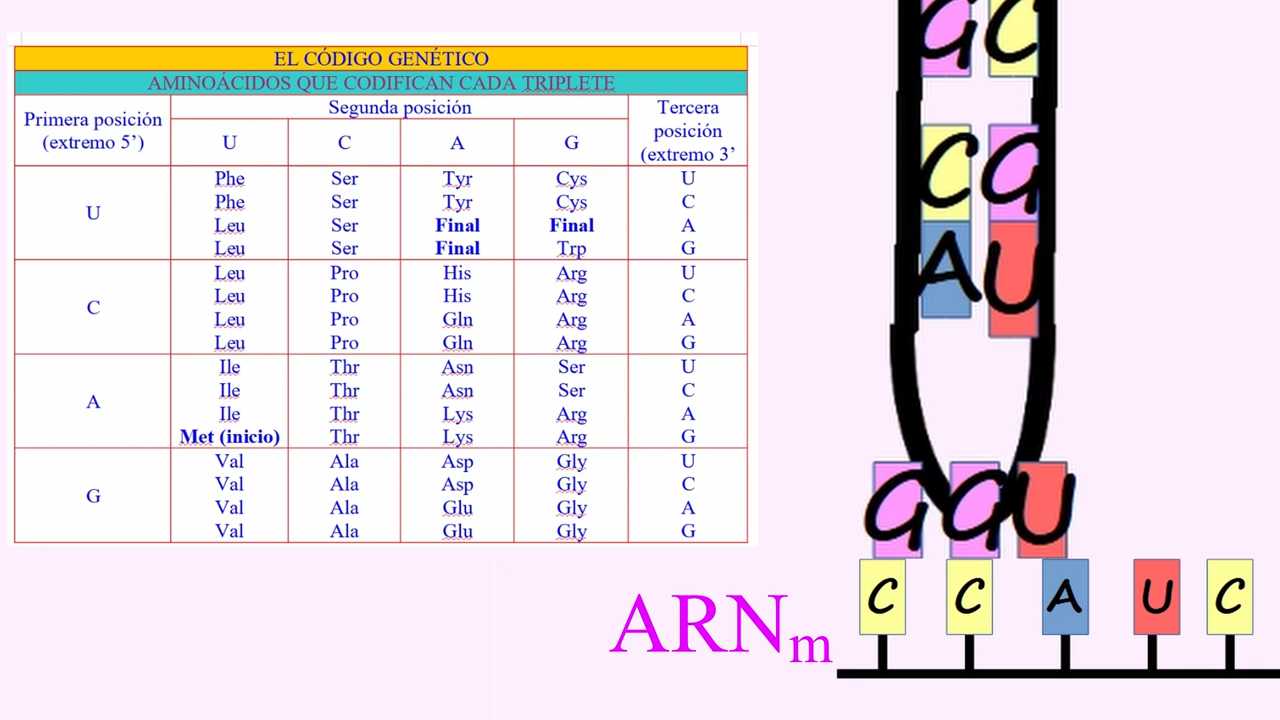 EL CÓDIGO GENÉTICO
AMINOÁCIDOS QUE CODIFICAN CADA TRIPLETE
Primera posición (extremo 5')
Segunda posición
Tercera posición (extremo 3'
U C A G
U
Phe Ser Tyr Cys U
Phe Ser Tyr Cys C
Leu Ser Final Final A
Leu Ser Final Trp G
C
Leu Pro His Arg U
Leu Pro His Arg C
Leu Pro Gln Arg A
Leu Pro Gln Arg G
A
Ile Thr Asn Ser U
Ile Thr Asn Ser C
Ile Thr Lys Arg A
Met (inicio) Thr Lys Arg G
G
Val Ala Asp Gly U
Val Ala Asp Gly C
Val Ala Glu Gly A
Val Ala Glu Gly G
G C
C G
A U
G G U
C C A U C
ARNm